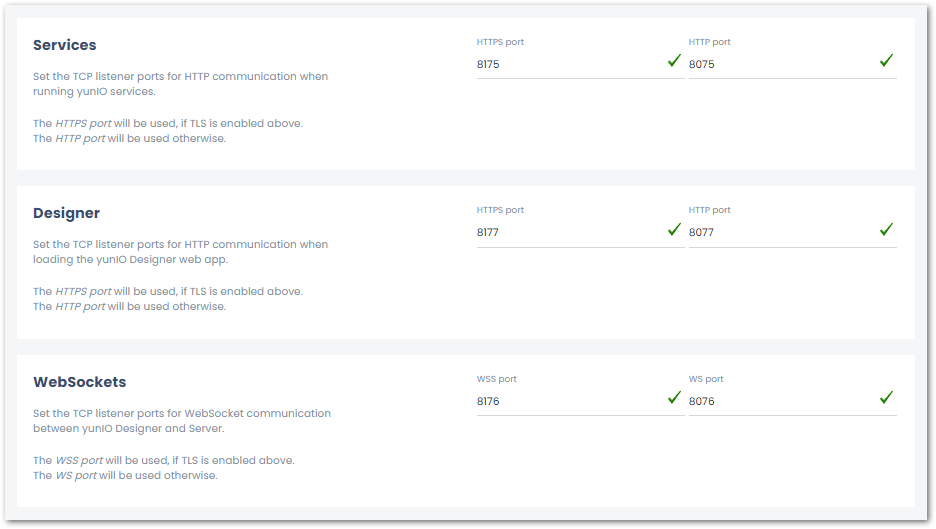 Services
HTTPS port
HTTP port
8175
8075
Set the TCP listener ports for HTTP communication when
running yunIO services.
The HTTPS port will be used, if TLS is enabled above.
The HTTP port will be used otherwise.
Designer
HTTPS port
HTTP port
8177
8077
Set the TCP listener ports for HTTP communication when
loading the yunIO Designer web app.
The HTTPS port will be used, if TLS is enabled above.
The HTTP port will be used otherwise.
WebSockets
WSS port
WS port
8176
8076
Set the TCP listener ports for WebSocket communication
between yunIO Designer and Server.
The WSS port will be used, if TLS is enabled above.
The WS port will be used otherwise.